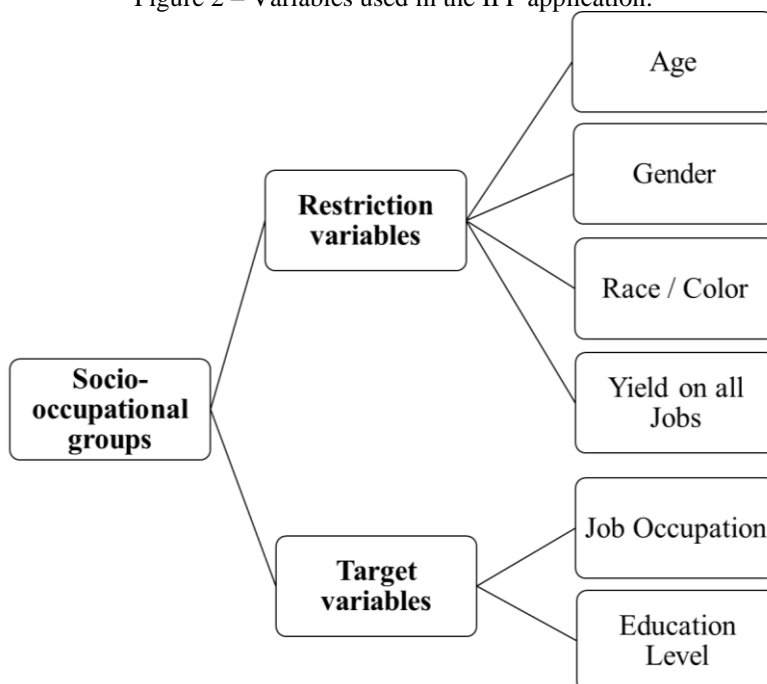 Figure 2 – Variables used in the IPF application.
Age
Restriction
variables
Gender
Race / Color
Yield on all
Jobs
Socio-
occupational
groups
Target
variables
Job Occupation
Education
Level